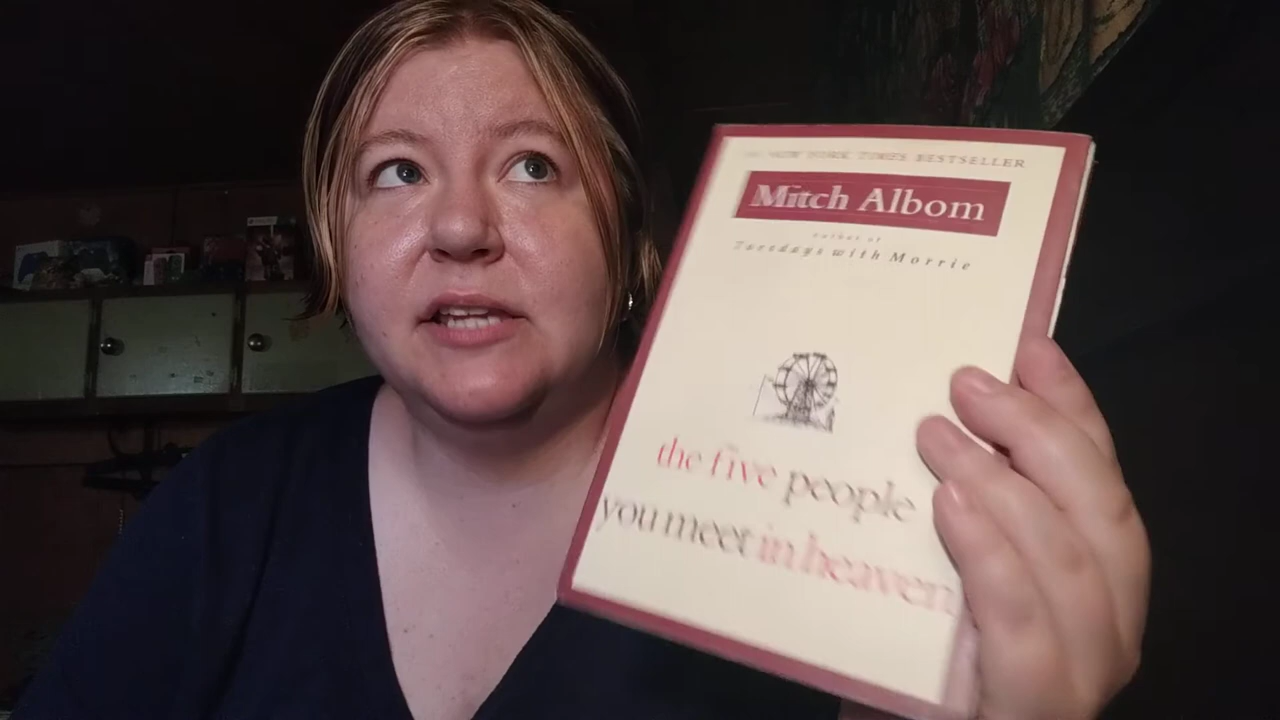 NEW YORK TIMES BESTSELLER
Mitch Albom
Author of
Tuesdays with Morrie
the five people
you meet in heaven